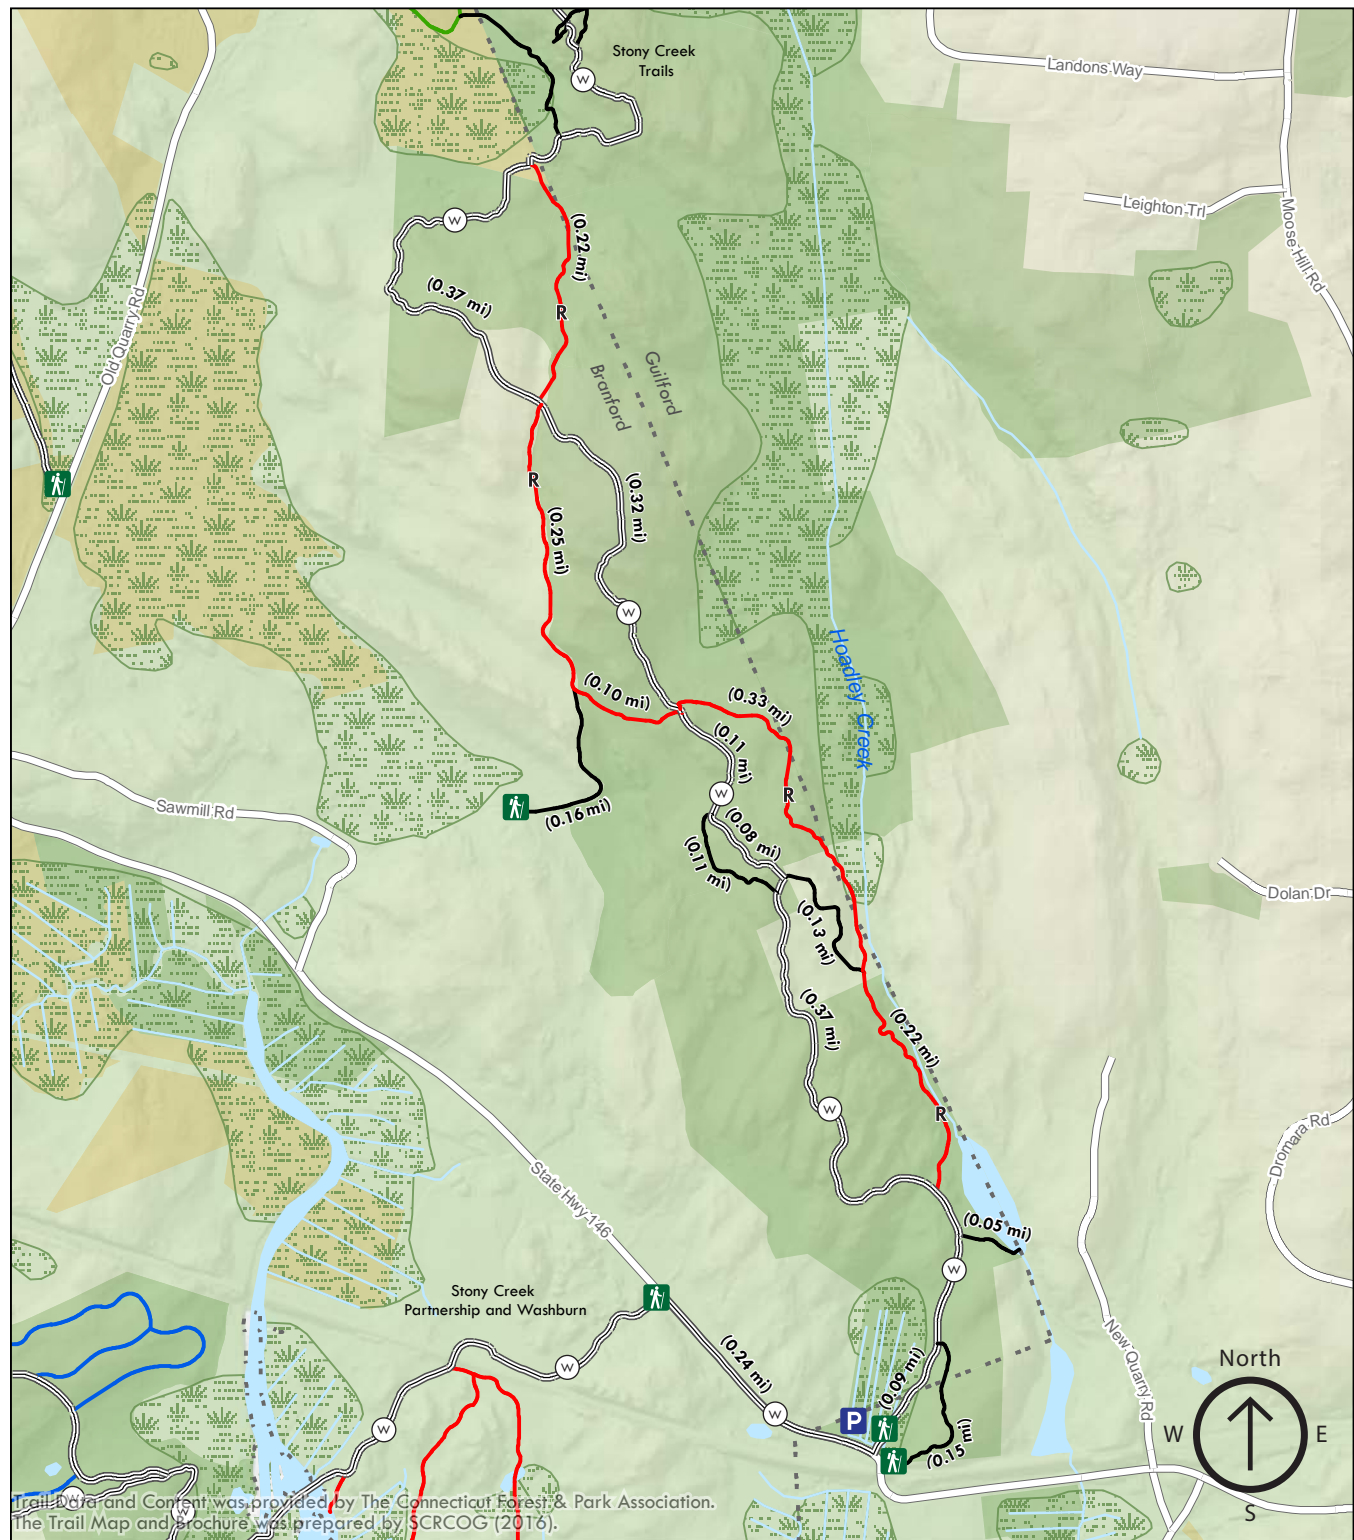 Stony Creek
Trails
W
Landons Way
Leighton Trl
Moose Hill Rd
W
(0.22 mi)
(0.37 mi)
R
Old Quarry Rd
Guilford
Branford
R
(0.32 mi)
(0.25 mi)
W
Hoadley Creek
(0.10 mi)
(0.33 mi)
(0.11
mi)
W
R
Sawmill Rd
(0.16 mi)
(0.08 mi)
(0.11 mi)
Dolan Dr
(0.13 mi)
(0.37 mi)
(0.22 mi)
W
R
Dromara Rd
State Hwy 146
(0.05 mi)
W
Stony Creek
Partnership and Washburn
New Quarry Rd
(0.24 mi)
W
(0.09 mi)
North
W
E
S
W
P
W
(0.15
mi)
W
W
Trail Data and Content was provided by The Connecticut Forest & Park Association.
The Trail Map and Brochure was prepared by SCRCOG (2016).